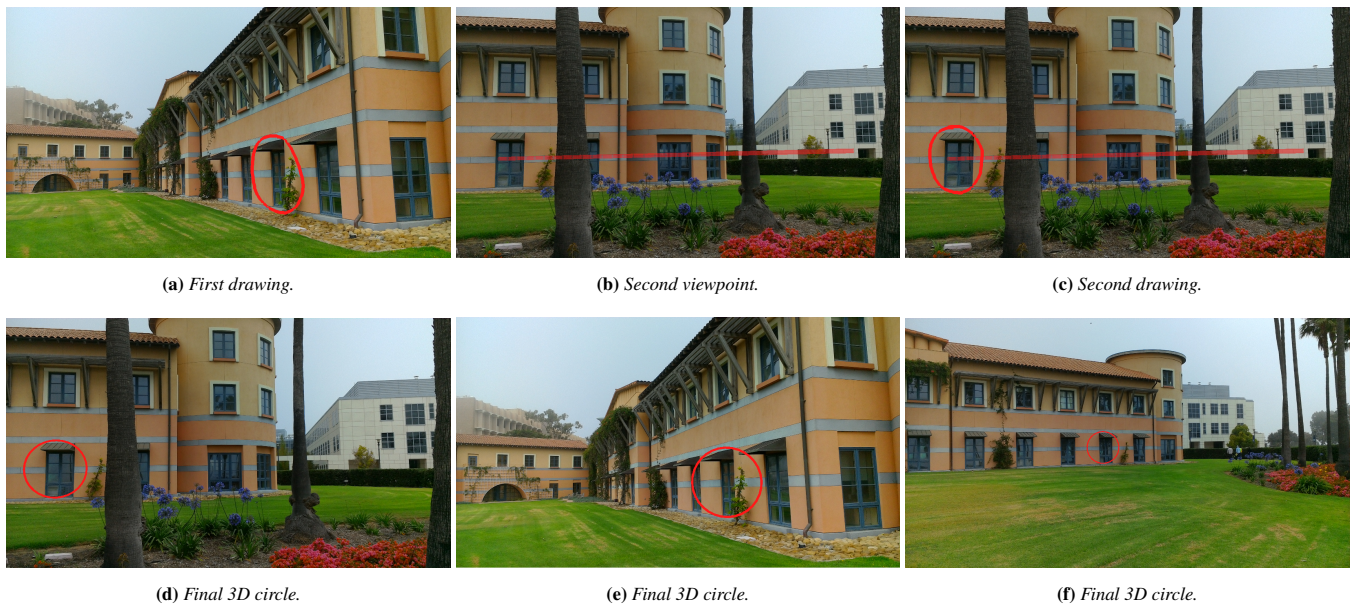 (a) First drawing.
(b) Second viewpoint.
(c) Second drawing.
(d) Final 3D circle.
(e) Final 3D circle.
(f) Final 3D circle.